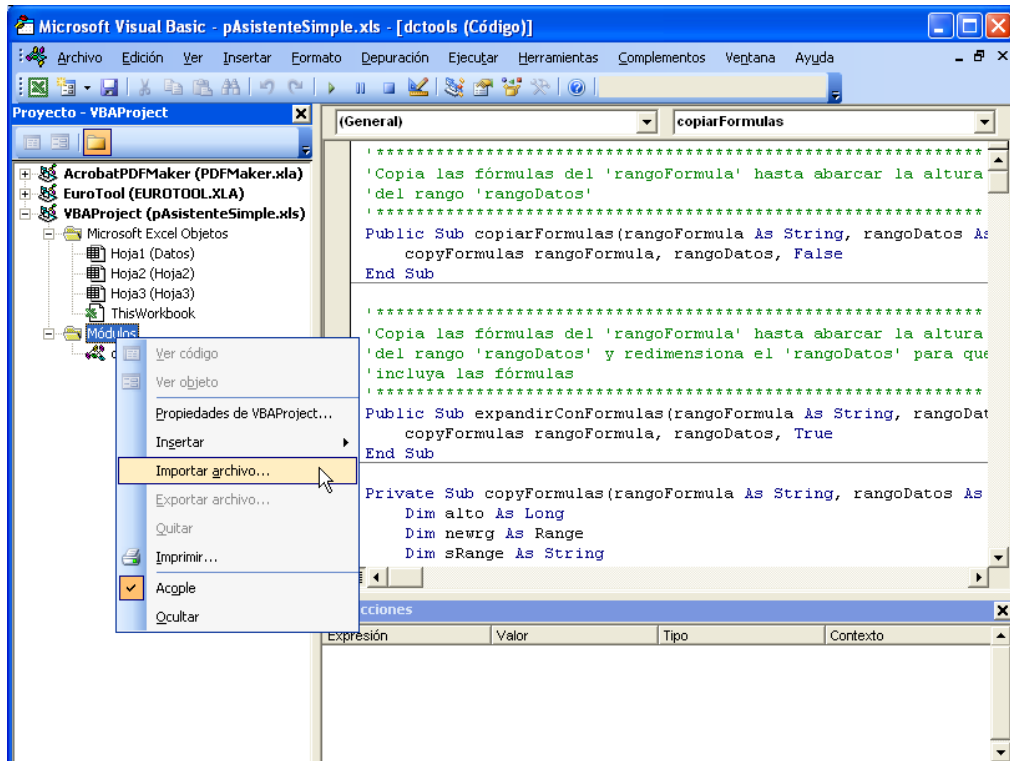 Microsoft Visual Basic - pAsistenteSimple.xls - [dctools (Código)]
Archivo Edición Ver Insertar Formato Depuración Ejecutar Herramientas Complementos Ventana Ayuda
Proyecto - VBAProject
AcrobatPDFMaker (PDFMaker.xla)
EuroTool (EUROTOOL.XLA)
VBAProject (pAsistenteSimple.xls)
Microsoft Excel Objetos
Hoja1 (Datos)
Hoja2 (Hoja2)
Hoja3 (Hoja3)
ThisWorkbook
Módulos
Ver código
Ver objeto
Propiedades de VBAProject...
Insertar
Importar archivo...
Exportar archivo...
Quitar
Imprimir...
Acople
Ocultar
(General) copiarFormulas
'Copia las fórmulas del 'rangoFormula' hasta abarcar la altura
'del rango 'rangoDatos'
Public Sub copiarFormulas(rangoFormula As String, rangoDatos As
copyFormulas rangoFormula, rangoDatos, False
End Sub
'Copia las fórmulas del 'rangoFormula' hasta abarcar la altura
'del rango 'rangoDatos' y redimensiona el 'rangoDatos' para que
'incluya las fórmulas
Public Sub expandirConFormulas(rangoFormula As String, rangoDat
copyFormulas rangoFormula, rangoDatos, True
End Sub
Private Sub copyFormulas(rangoFormula As String, rangoDatos As
Dim alto As Long
Dim newrg As Range
Dim sRange As String
cciones
Expresión Valor Tipo Contexto